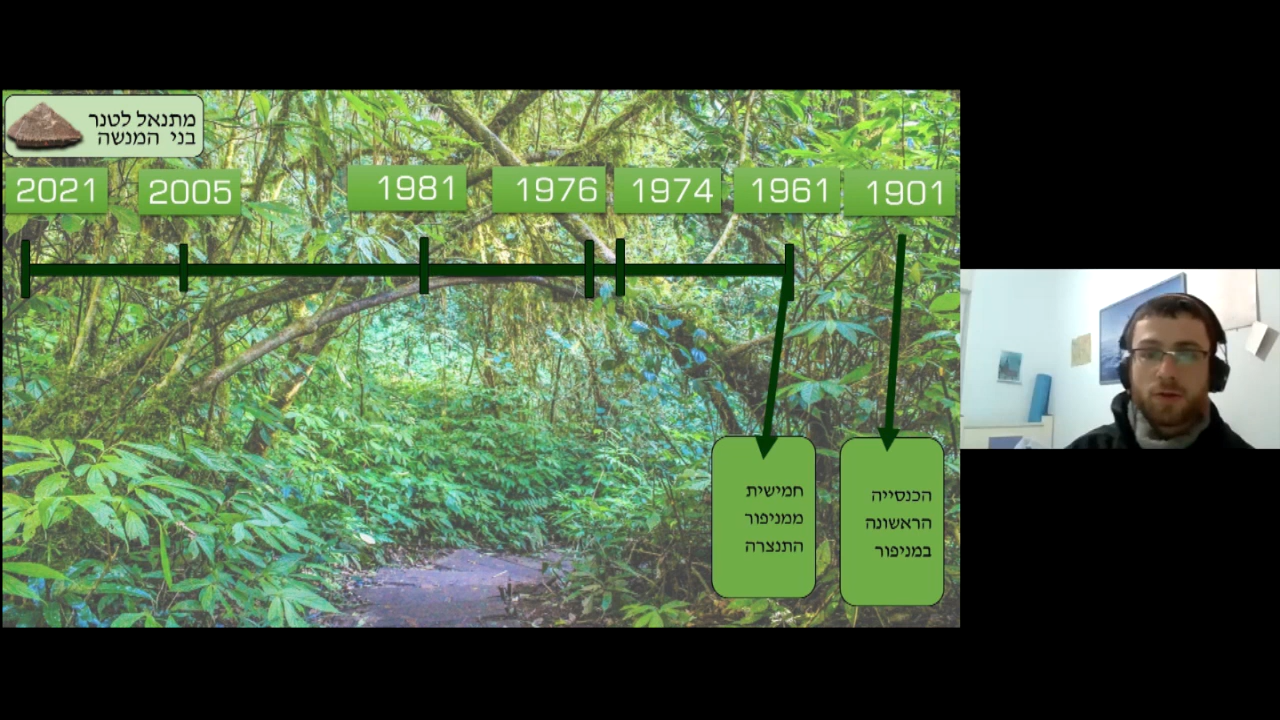 מתנאל לטנר
בני המנשה
1901
1961
1974
1976
1981
2005
2021
הכנסייה
הראשונה
במניפור
חמישית
ממניפור
התנצרה